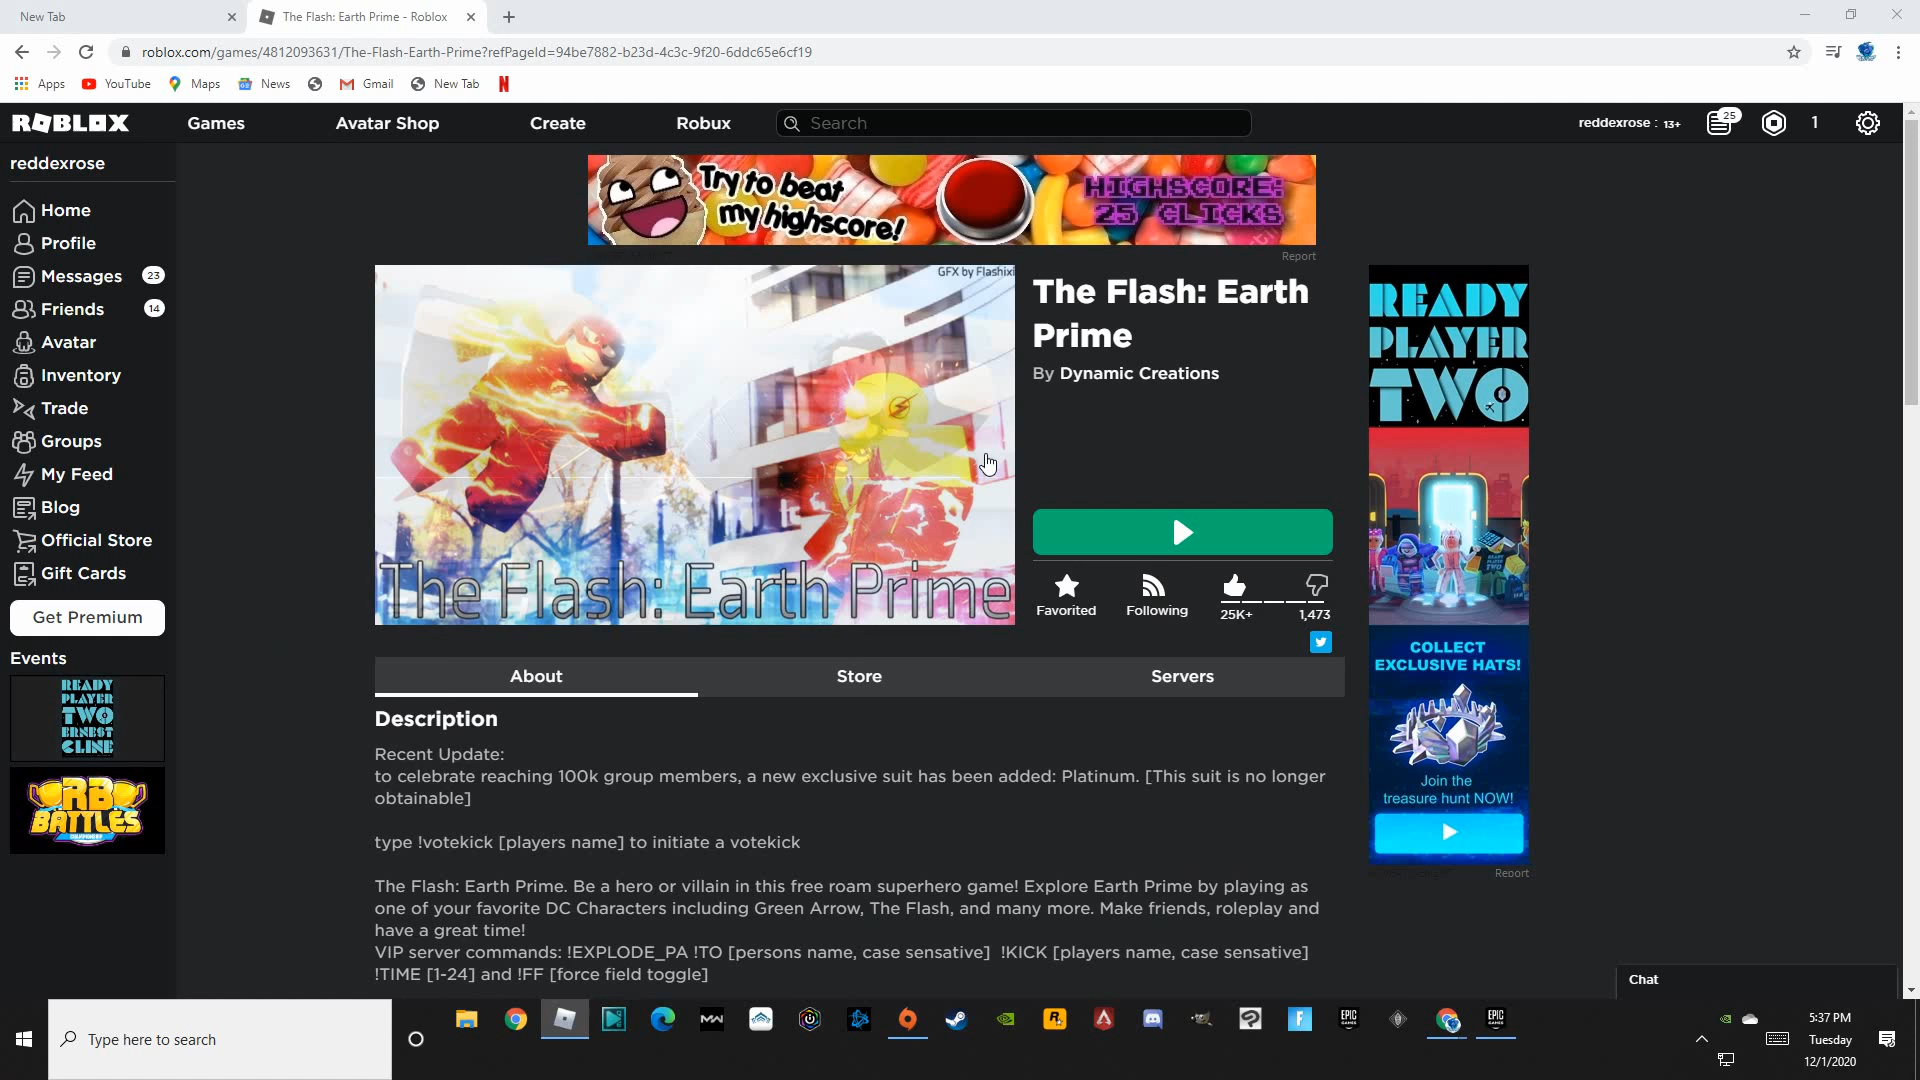 New Tab
The Flash: Earth Prime - Roblox
roblox.com/games/4812093631/The-Flash-Earth-Prime?refPageId=94be7882-b23d-4c3c-9f20-6ddc65e6cf19
Apps YouTube Maps News Gmail New Tab
ROBLOX Games Avatar Shop Create Robux Search reddexrose : 13+ 25 1
reddexrose
Home
Profile
Messages 23
Friends 14
Avatar
Inventory
Trade
Groups
My Feed
Blog
Official Store
Gift Cards
Get Premium
Events
READY
PLAYER
TWO
ERNEST
CLINE
RB
BATTLES
Try to beat
my highscore!
HIGHSCORE:
25 CLICKS
Report
GFX by Flashixi
The Flash: Earth Prime
The Flash: Earth
Prime
By Dynamic Creations
Favorited Following 25K+ 1,473
READY
PLAYER
TWO
COLLECT
EXCLUSIVE HATS!
Join the
treasure hunt NOW!
Report
About Store Servers
Description
Recent Update:
to celebrate reaching 100k group members, a new exclusive suit has been added: Platinum. [This suit is no longer
obtainable]
type !votekick [players name] to initiate a votekick
The Flash: Earth Prime. Be a hero or villain in this free roam superhero game! Explore Earth Prime by playing as
one of your favorite DC Characters including Green Arrow, The Flash, and many more. Make friends, roleplay and
have a great time!
VIP server commands: !EXPLODE_PA !TO [persons name, case sensative] !KICK [players name, case sensative]
!TIME [1-24] and !FF [force field toggle]
Chat
Type here to search
MW
EPIC
GAMES
EPIC
GAMES
5:37 PM
Tuesday
12/1/2020